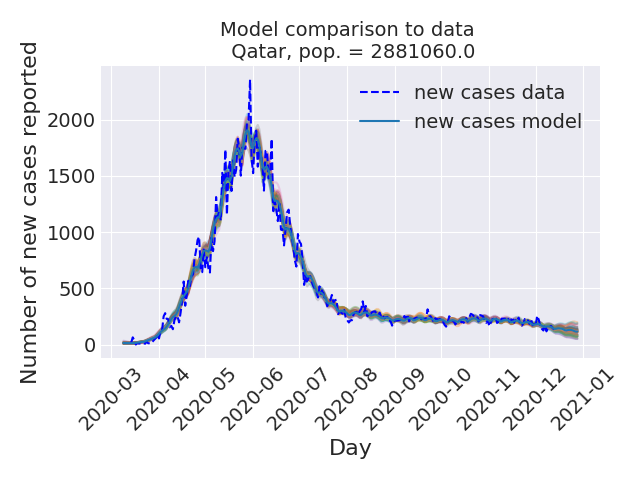 Model comparison to data
Qatar, pop. = 2881060.0
new cases data
new cases model
Number of new cases reported
2000
1500
1000
500
0
2020-03
2020-04
2020-05
2020-06
2020-07
2020-08
2020-09
2020-10
2020-11
2020-12
2021-01
Day